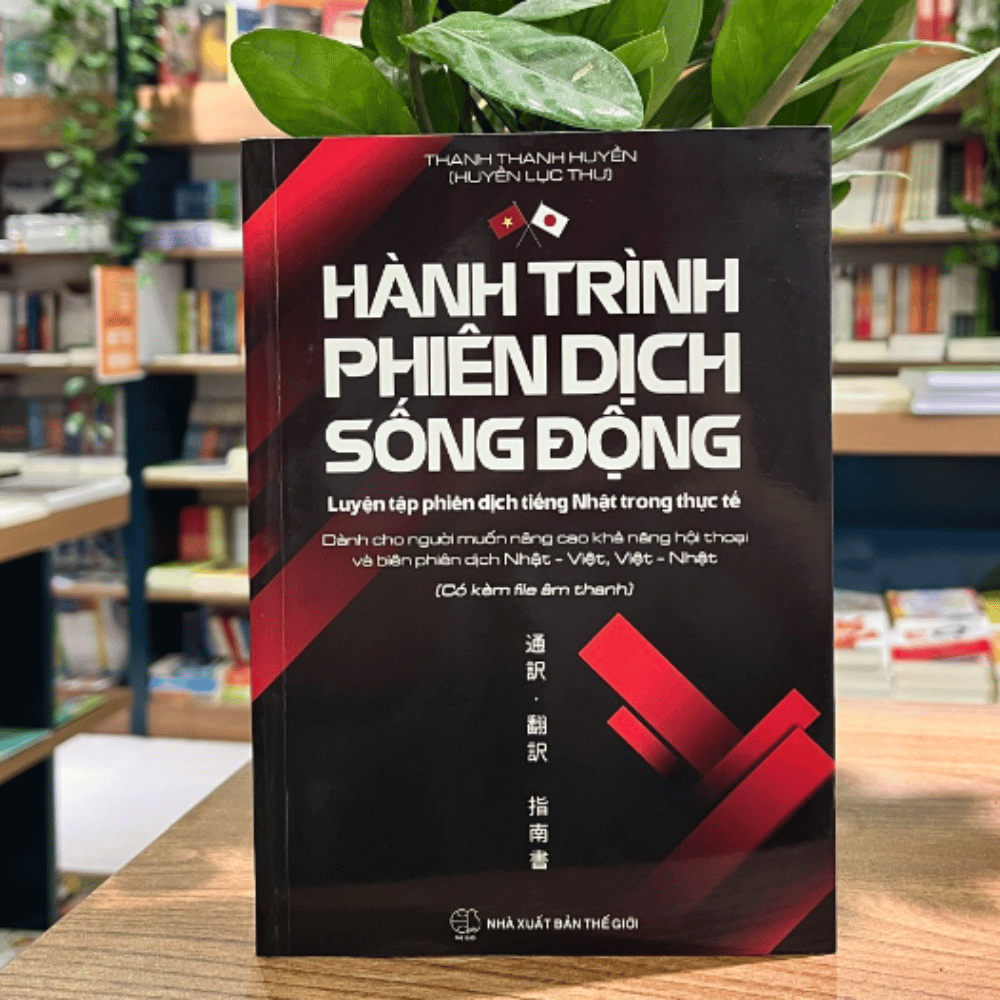 THANH THANH HUYỀN
(HUYỀN LỤC THƯ)
HÀNH TRÌNH
PHIÊN DỊCH
SỐNG ĐỘNG
Luyện tập phiên dịch tiếng Nhật trong thực tế
Dành cho người muốn nâng cao khả năng hội thoại
và biên phiên dịch Nhật - Việt, Việt - Nhật
(Có kèm file âm thanh)
通訳・翻訳 指南書
NHÀ XUẤT BẢN THẾ GIỚI